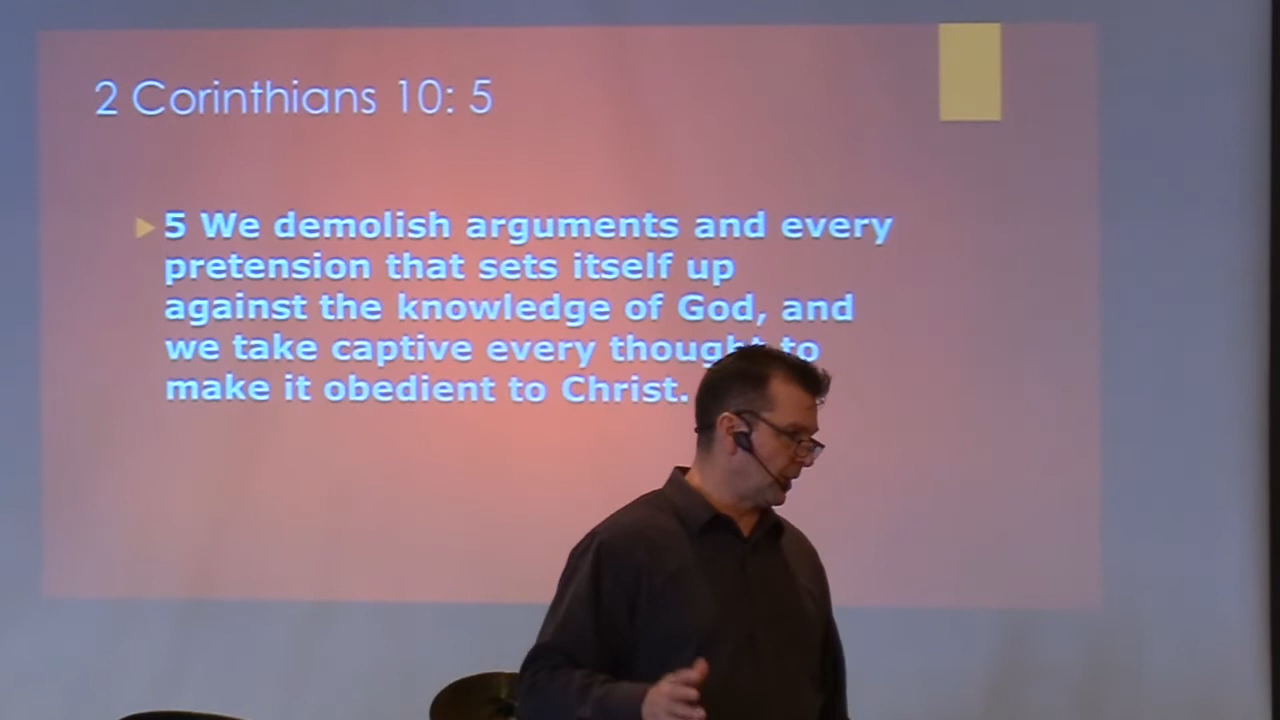 2 Corinthians 10: 5
5 We demolish arguments and every
pretension that sets itself up
against the knowledge of God, and
we take captive every thought to
make it obedient to Christ.